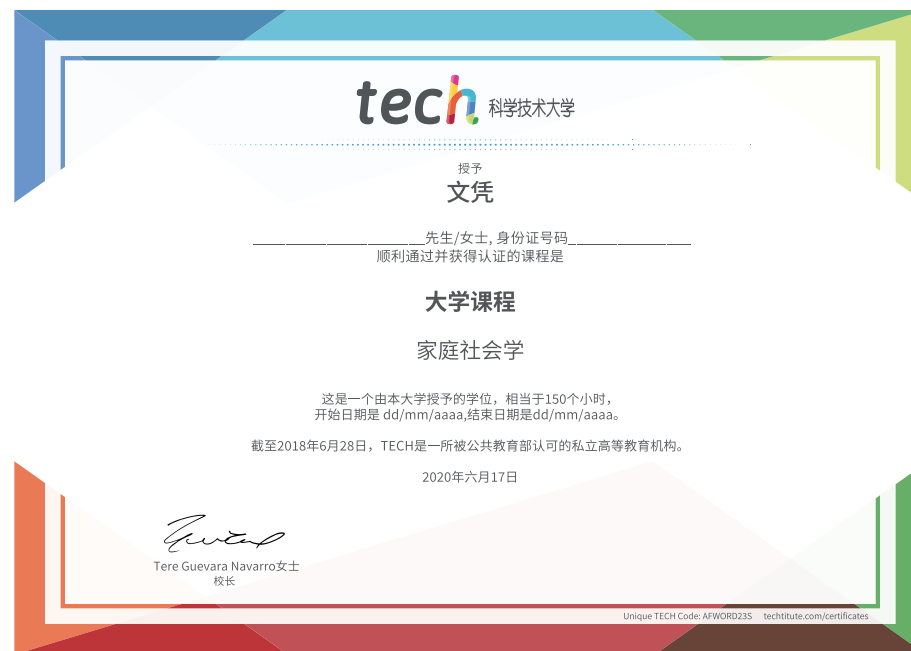 tech 科学技术大学
授予
文凭
________________________先生/女士, 身份证号码_________________
顺利通过并获得认证的课程是
大学课程
家庭社会学
这是一个由本大学授予的学位，相当于150个小时，
开始日期是 dd/mm/aaaa,结束日期是dd/mm/aaaa。
截至2018年6月28日，TECH是一所被公共教育部认可的私立高等教育机构。
2020年六月17日
Tere Guevara Navarro女士
校长
Unique TECH Code: AFWORD23S techtitute.com/certificates